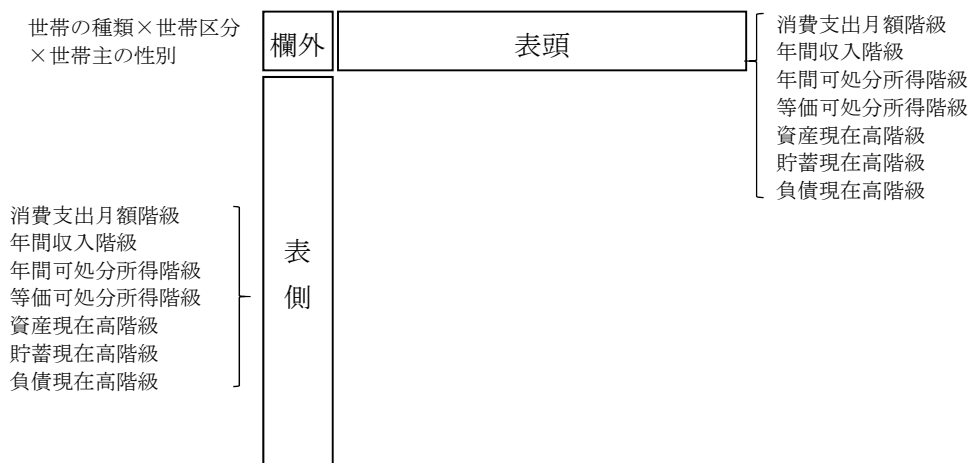 世帯の種類×世帯区分
×世帯主の性別
欄外
表頭
消費支出月額階級
年間収入階級
年間可処分所得階級
等価可処分所得階級
資産現在高階級
貯蓄現在高階級
負債現在高階級
消費支出月額階級
年間収入階級
年間可処分所得階級
等価可処分所得階級
資産現在高階級
貯蓄現在高階級
負債現在高階級
表
側